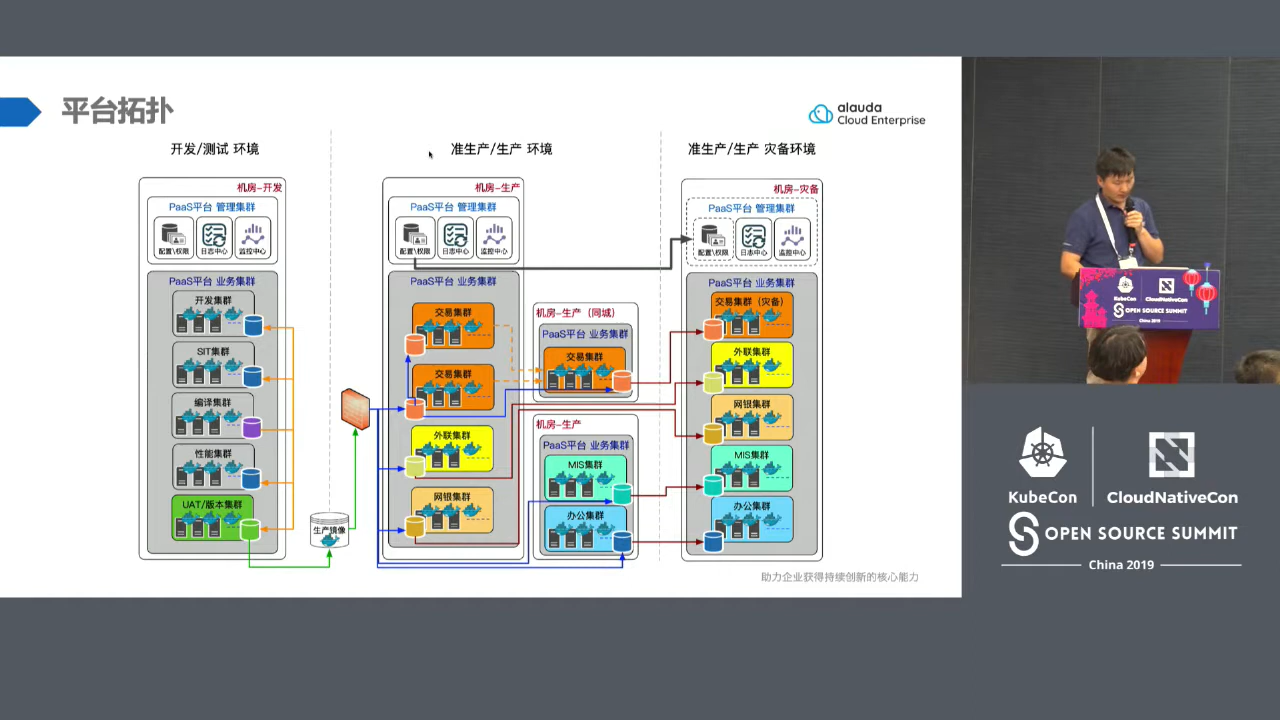 平台拓扑
alauda
Cloud Enterprise
开发/测试 环境
准生产/生产 环境
准生产/生产 灾备环境
机房-开发
PaaS平台 管理集群
配置\权限
日志中心
监控中心
PaaS平台 业务集群
开发集群
SIT集群
编译集群
性能集群
UAT/版本集群
生产镜像
机房-生产
PaaS平台 管理集群
配置\权限
日志中心
监控中心
PaaS平台 业务集群
交易集群
交易集群
外联集群
网银集群
机房-生产（同城）
PaaS平台 业务集群
交易集群
机房-生产
PaaS平台 业务集群
MIS集群
办公集群
机房-灾备
PaaS平台 管理集群
配置\权限
日志中心
监控中心
PaaS平台 业务集群
交易集群（灾备）
外联集群
网银集群
MIS集群
办公集群
助力企业获得持续创新的核心能力
KubeCon
CloudNativeCon
OPEN SOURCE SUMMIT
China 2019
KubeCon
CloudNativeCon
OPEN SOURCE SUMMIT
China 2019